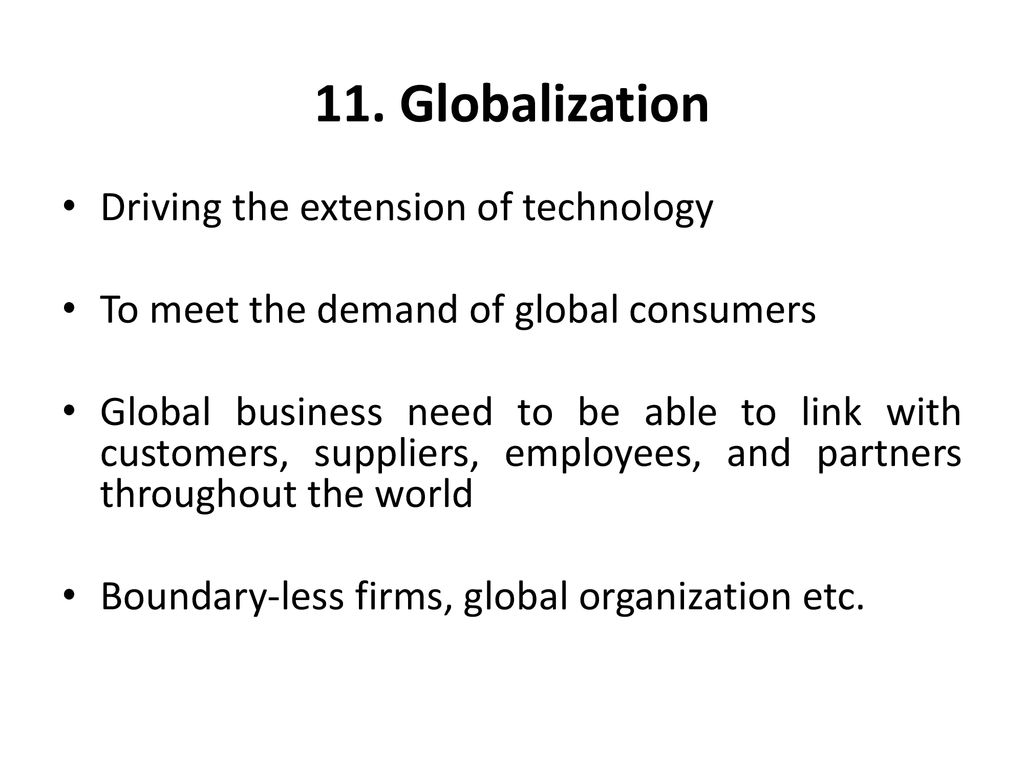 11. Globalization
• Driving the extension of technology
• To meet the demand of global consumers
• Global business need to be able to link with
customers, suppliers, employees, and partners
throughout the world
• Boundary-less firms, global organization etc.